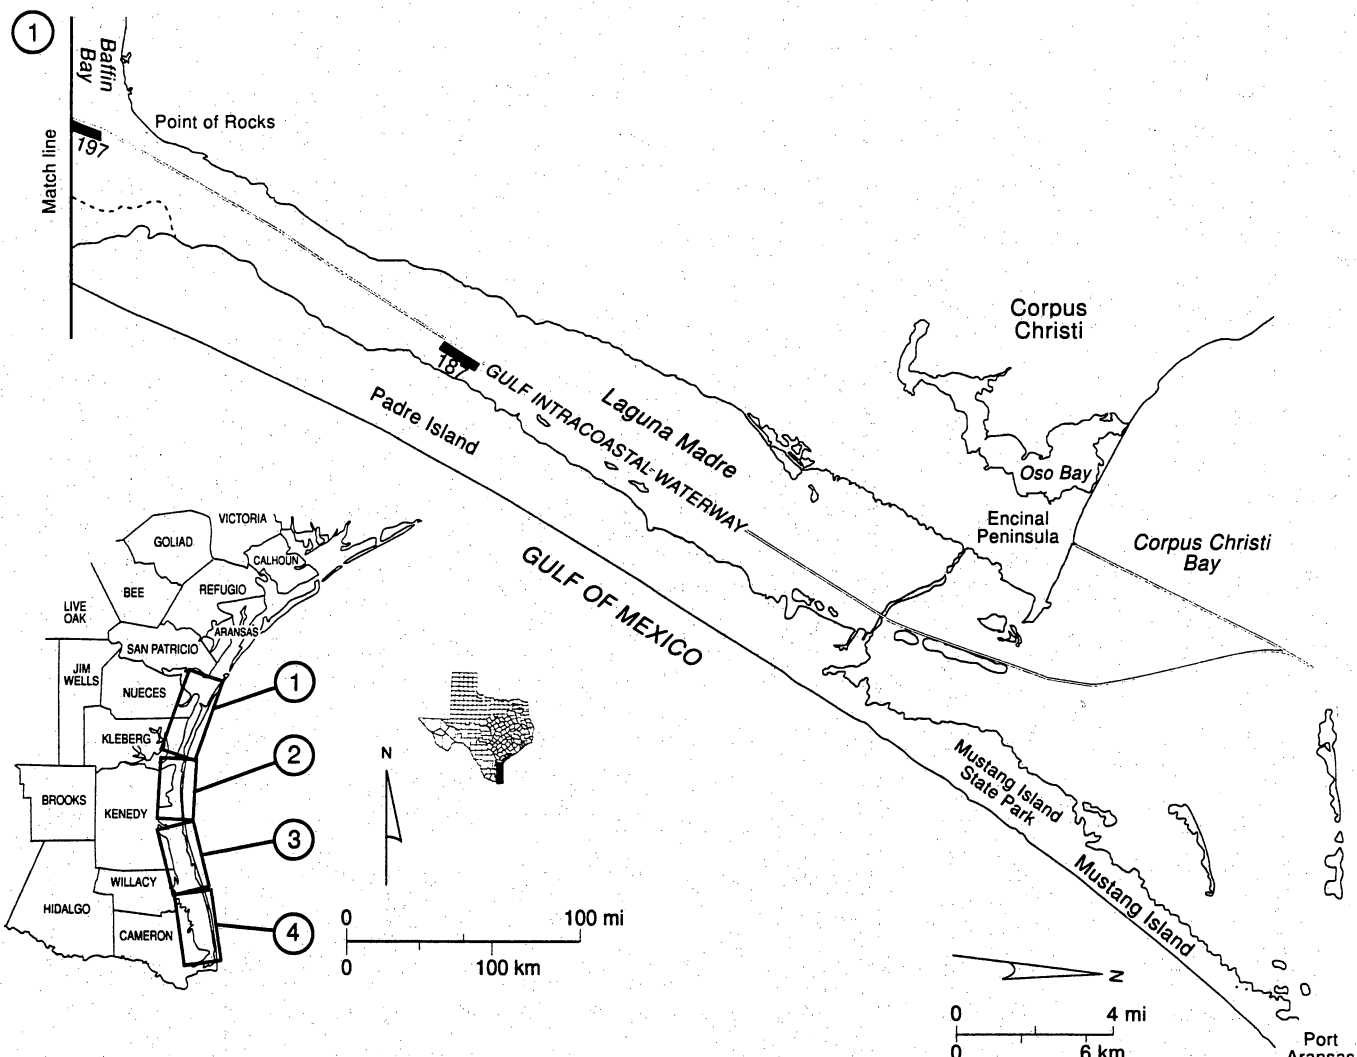 1
Baffin
Bay
Point of Rocks
197
Match line
Corpus
Christi
187
GULF INTRACOASTAL-WATERWAY
Laguna Madre
Padre Island
Oso Bay
Encinal
Peninsula
Corpus Christi
Bay
GULF OF MEXICO
VICTORIA
GOLIAD
CALHOUN
BEE
REFUGIO
LIVE
OAK
ARANSAS
SAN PATRICIO
JIM
WELLS
NUECES
1
KLEBERG
2
BROOKS
KENEDY
3
WILLACY
HIDALGO
CAMERON
4
N
0
100 mi
0
100 km
Mustang Island
State Park
Mustang Island
N
0
4 mi
0
6 km
Port
Aransas